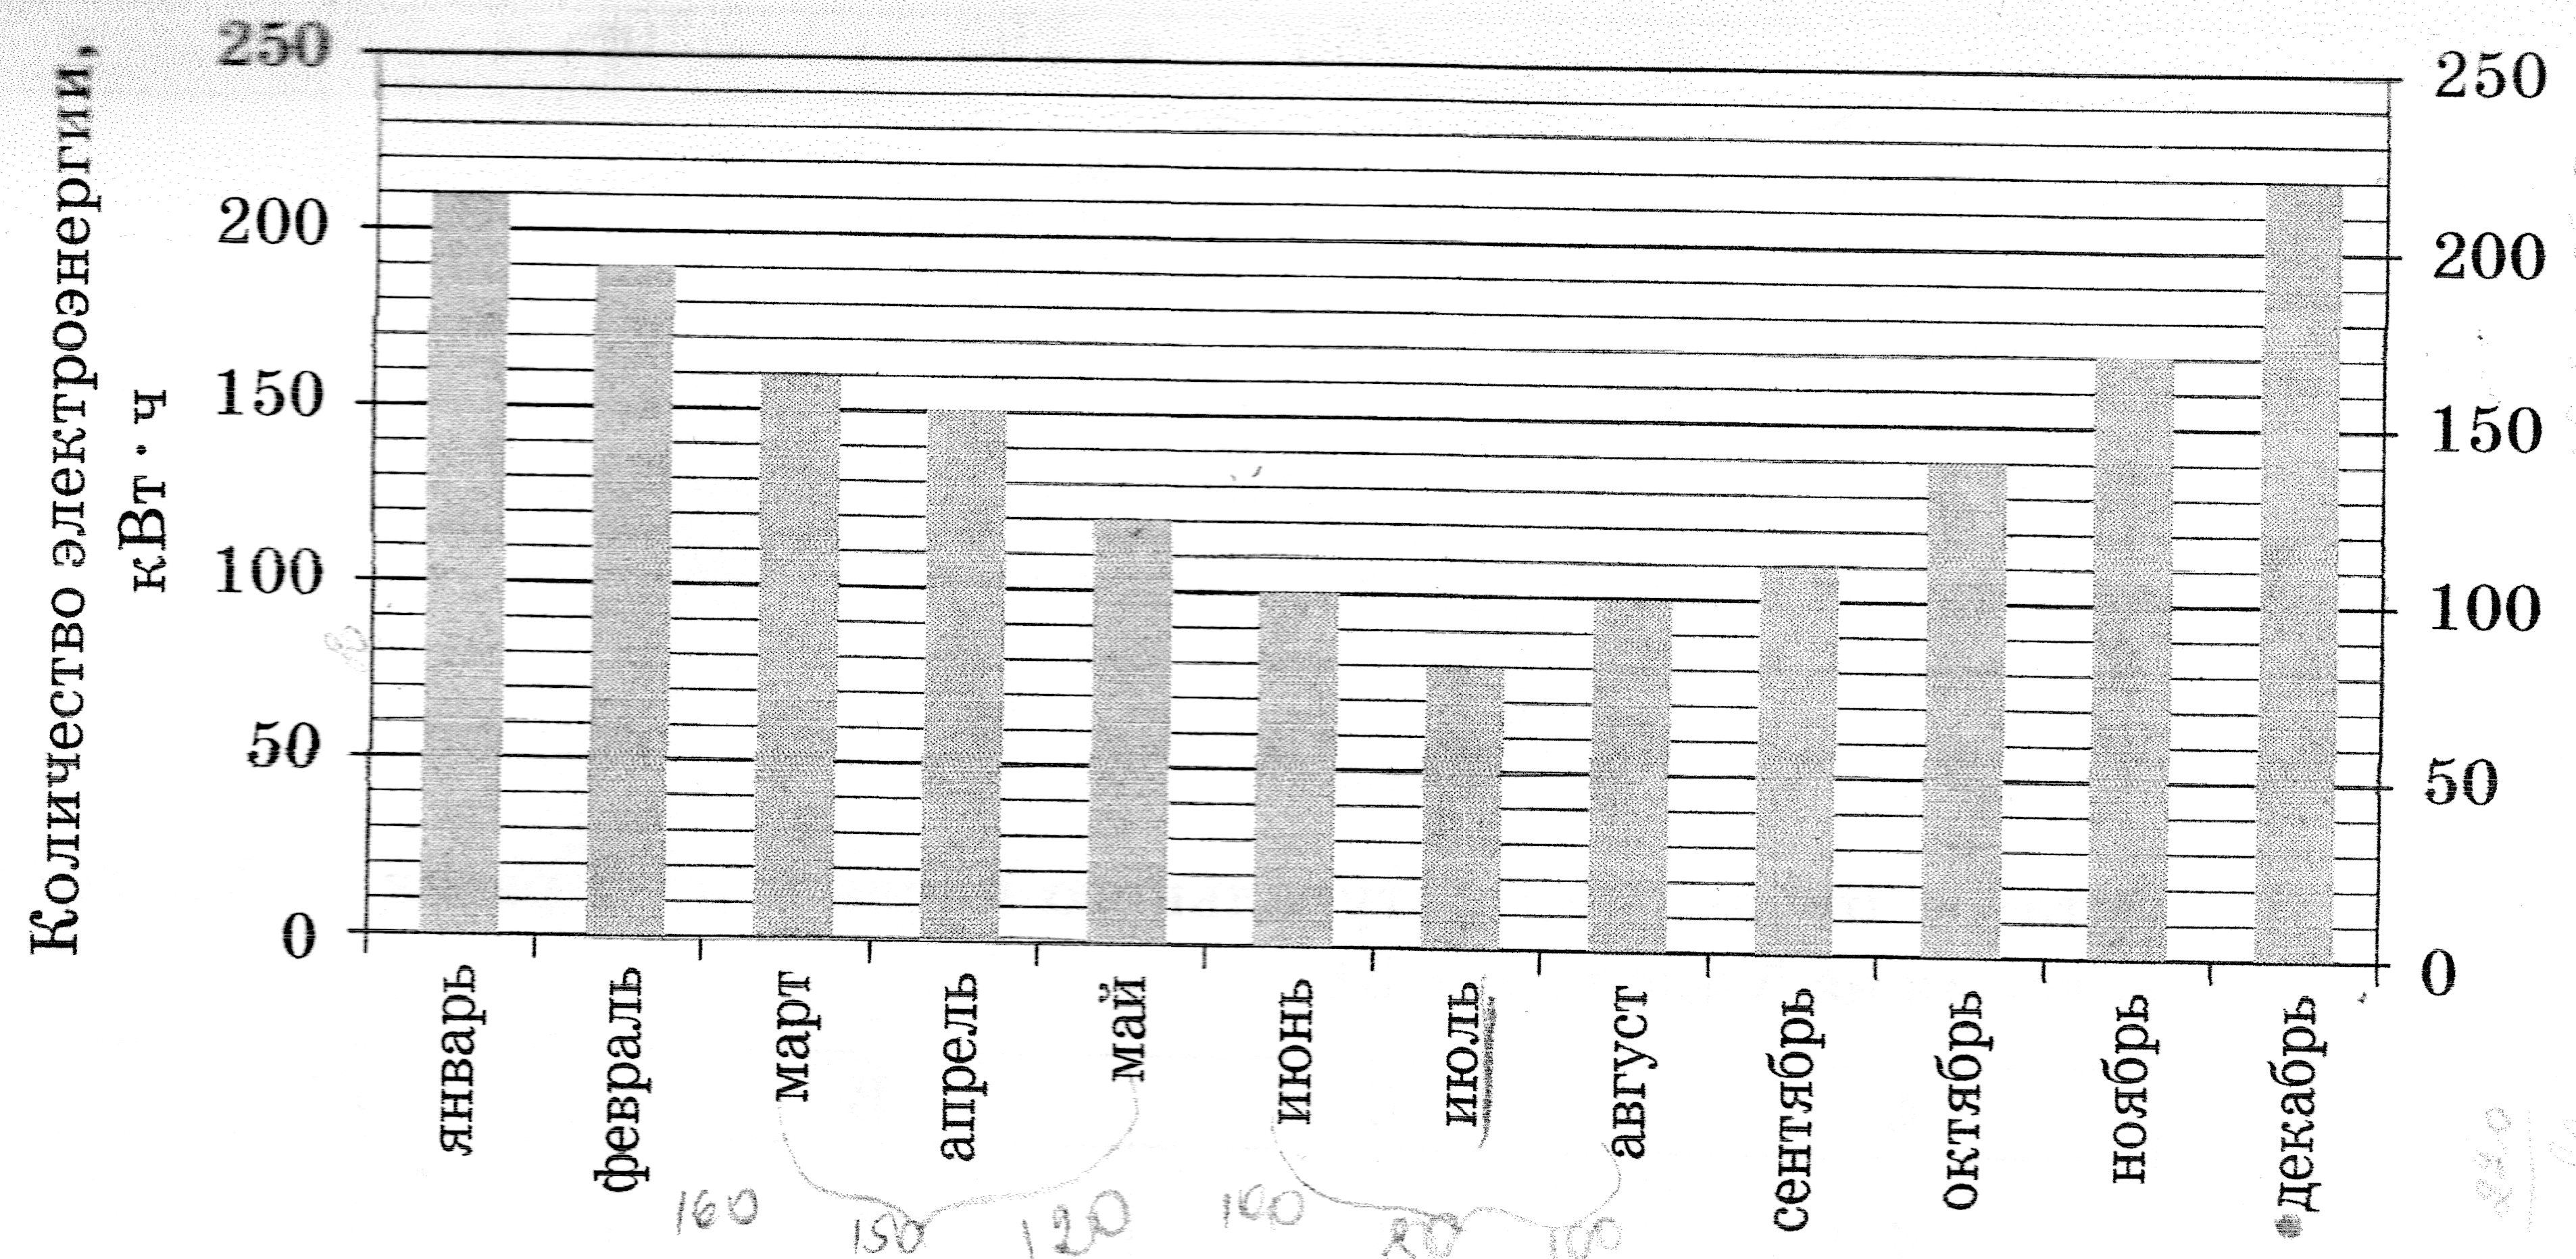 Количество электроэнергии,
кВт · ч
250
200
150
100
50
0
250
200
150
100
50
0
январь
февраль
март
апрель
май
июнь
июль
август
сентябрь
октябрь
ноябрь
декабрь
160
150
120
100
100